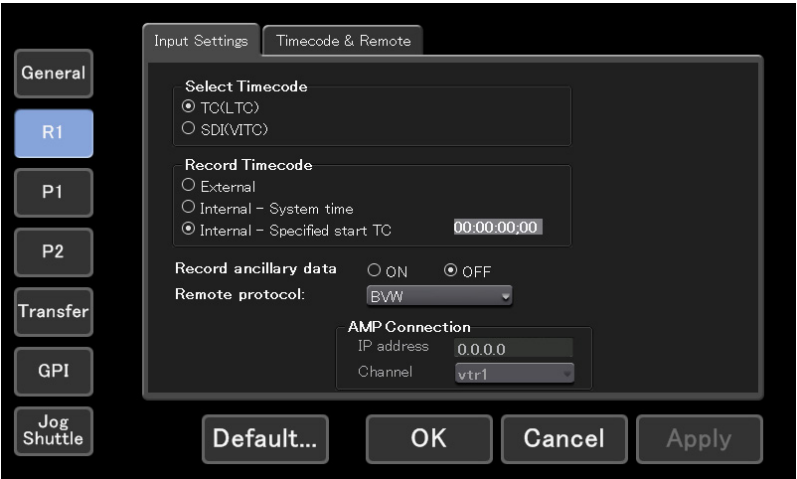 Input Settings
Timecode & Remote
General
R1
P1
P2
Transfer
GPI
Jog
Shuttle
Select Timecode
TC(LTC)
SDI(VITC)
Record Timecode
External
Internal - System time
Internal - Specified start TC 00:00:00;00
Record ancillary data ON OFF
Remote protocol: BVW
AMP Connection
IP address 0.0.0.0
Channel vtr1
Default... OK Cancel Apply